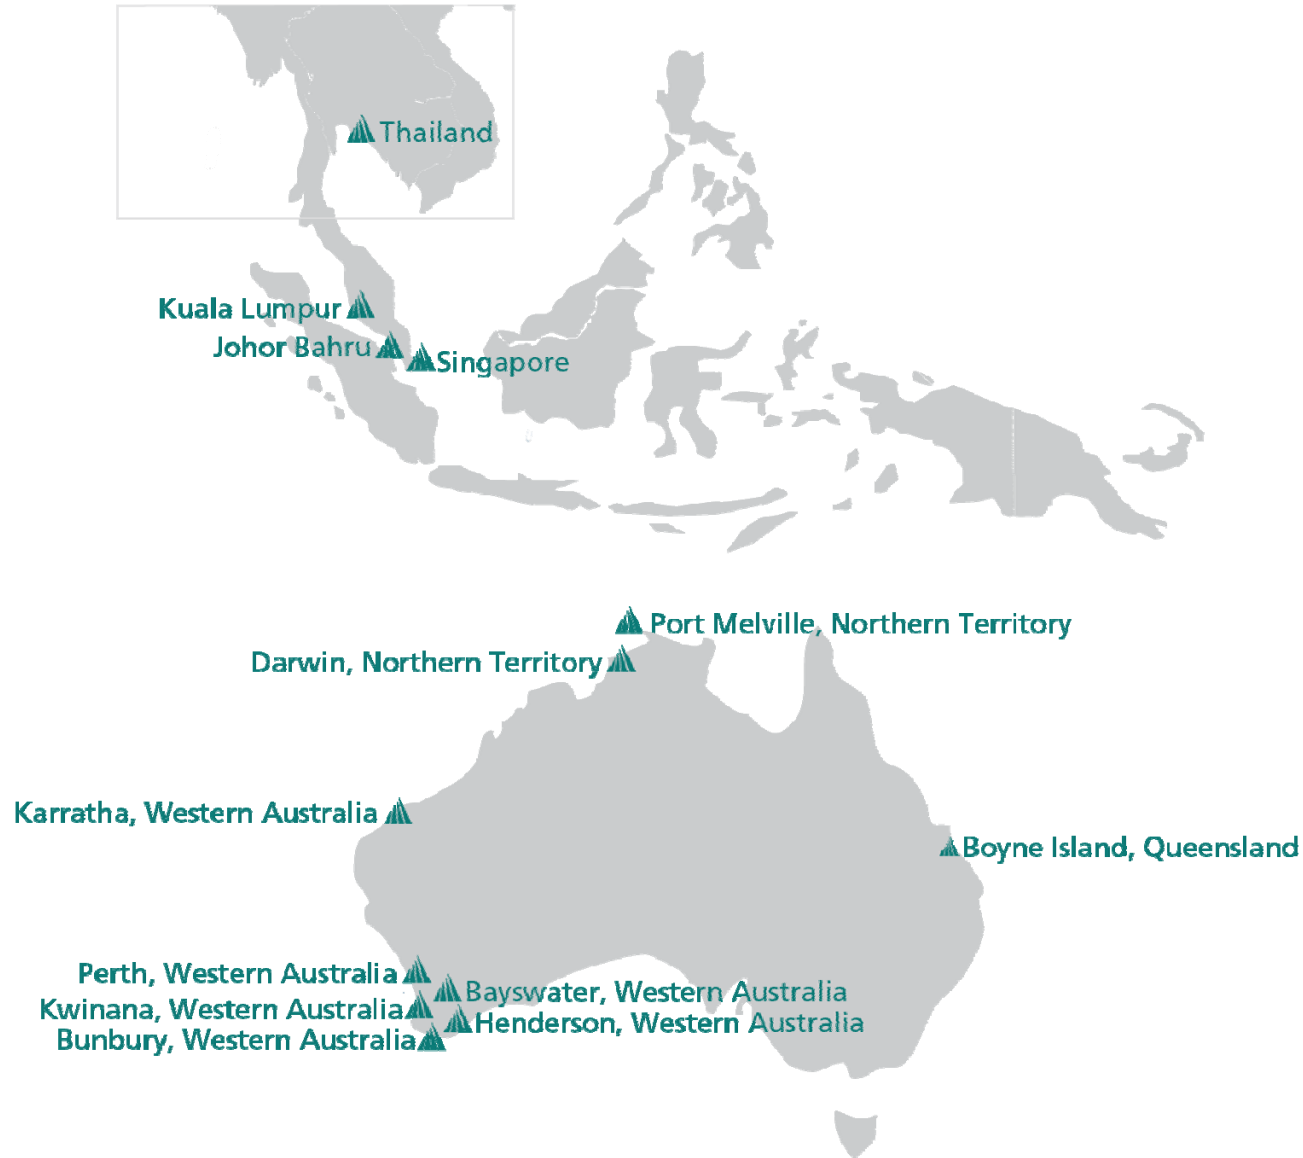 Thailand
Kuala Lumpur
Johor Bahru
Singapore
Port Melville, Northern Territory
Darwin, Northern Territory
Karratha, Western Australia
Boyne Island, Queensland
Perth, Western Australia
Bayswater, Western Australia
Kwinana, Western Australia
Henderson, Western Australia
Bunbury, Western Australia